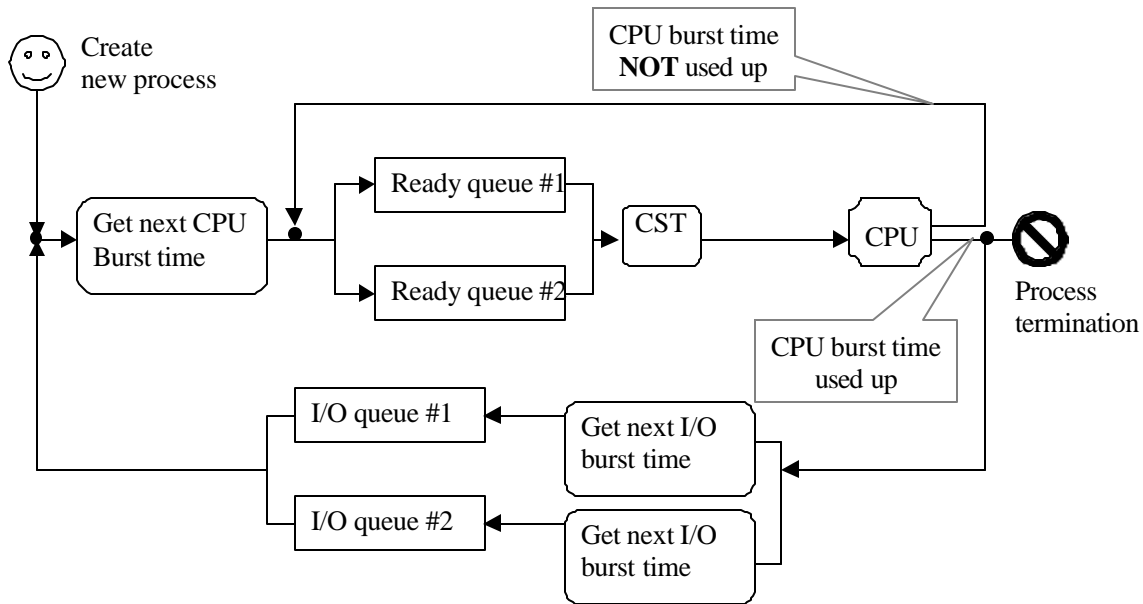 Create
new process
CPU burst time
NOT used up
Get next CPU
Burst time
Ready queue #1
Ready queue #2
CST
CPU
Process
termination
CPU burst time
used up
I/O queue #1
Get next I/O
burst time
I/O queue #2
Get next I/O
burst time